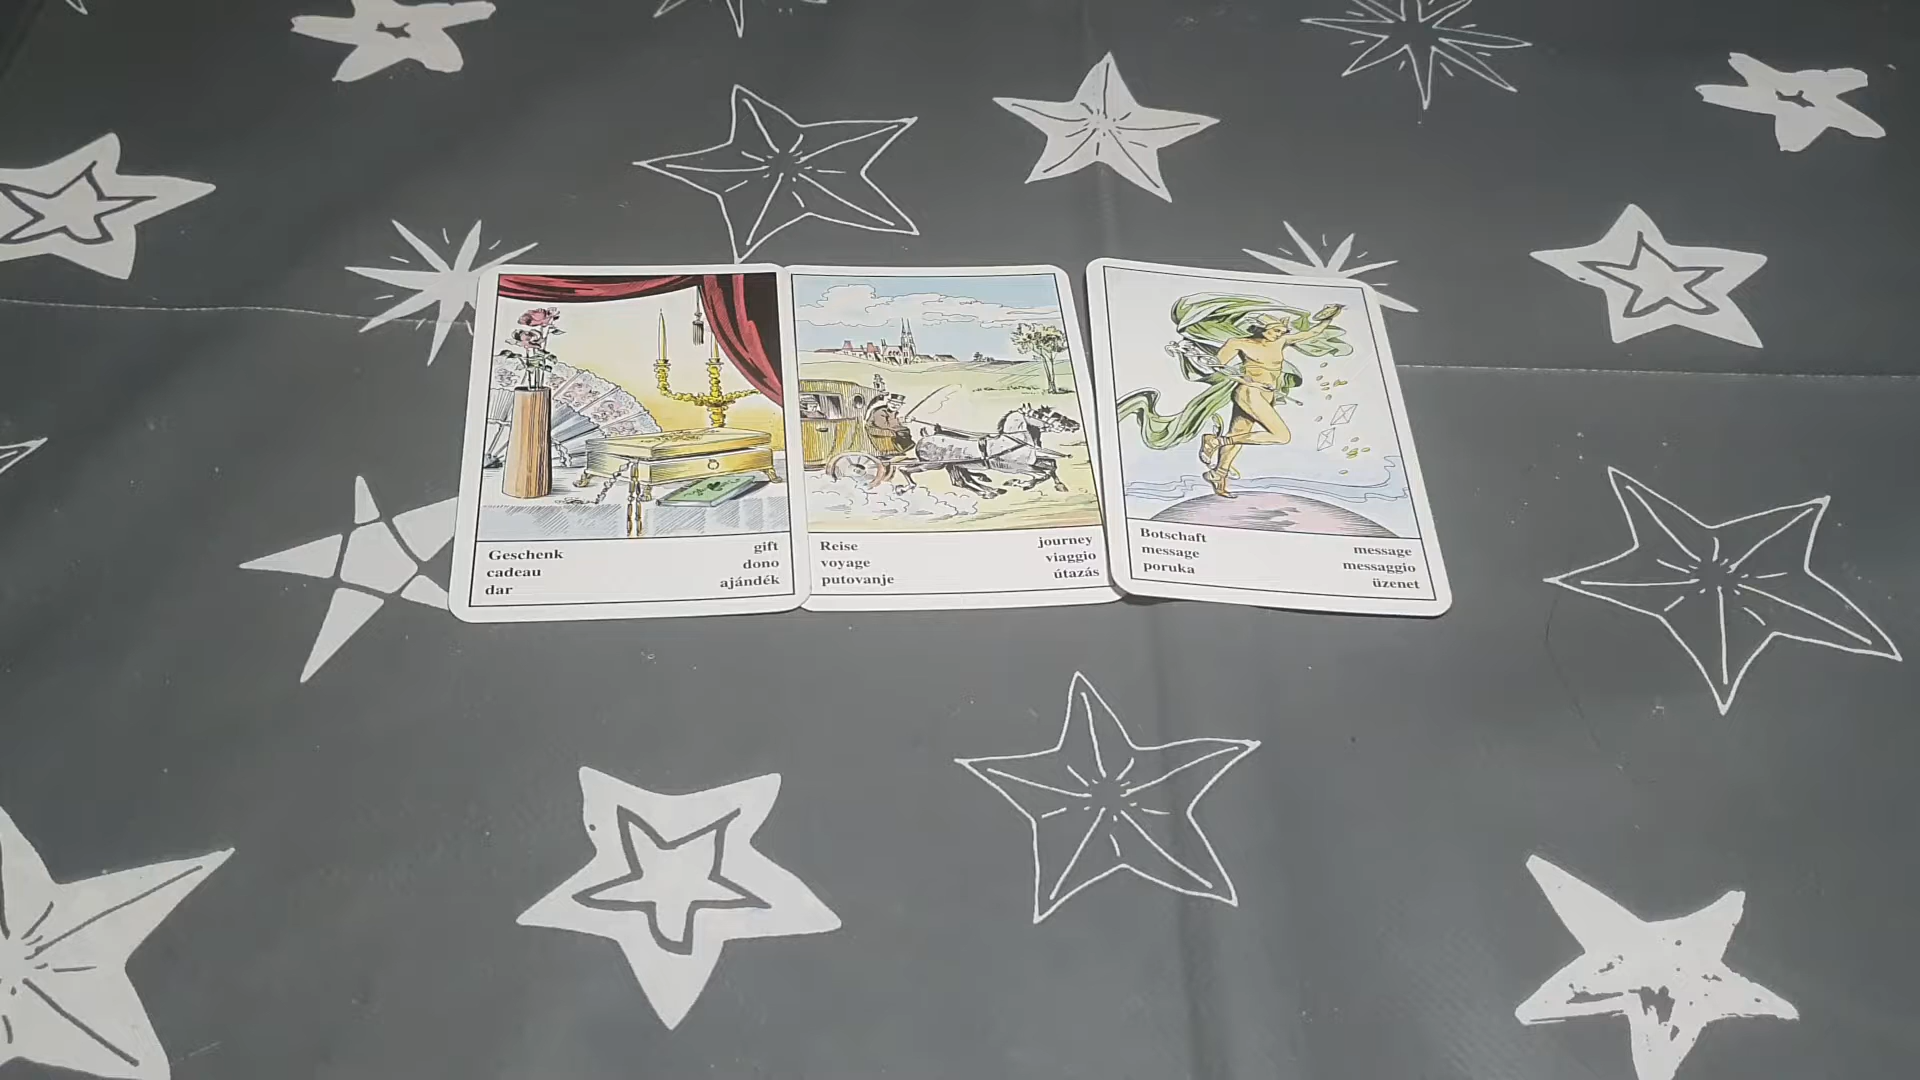 Geschenk gift
cadeau dono
dar ajándék
Reise journey
voyage viaggio
putovanje útazás
Botschaft message
message messaggio
poruka üzenet